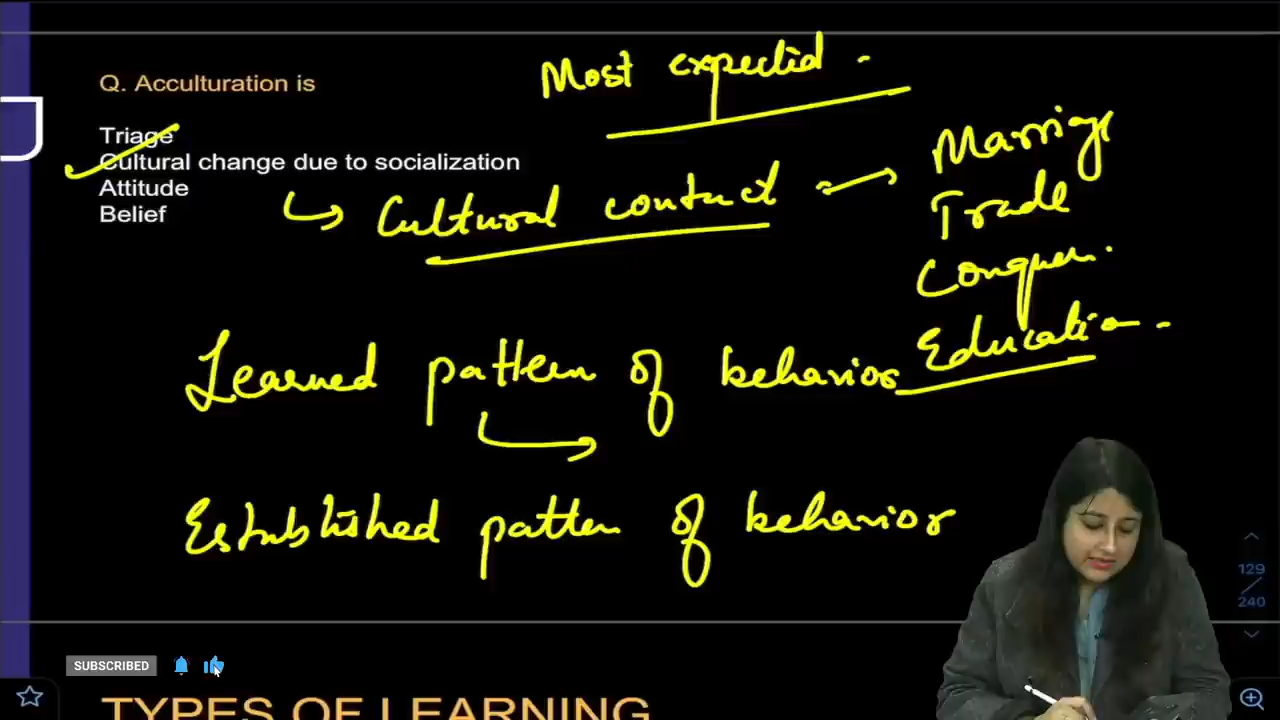 Most expected.
Q. Acculturation is
Triage
Cultural change due to socialization
Attitude
Belief
Cultural contact
Marriage
Trade
Conquer.
Education.
Learned pattern of behavior
Established pattern of behavior
129
240
SUBSCRIBED
TYPES OF LEARNING